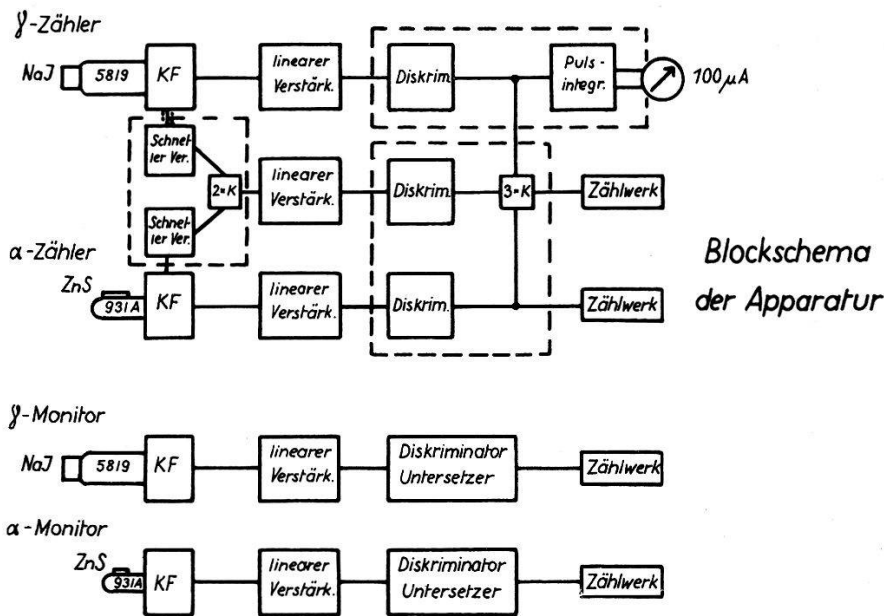 γ-Zähler
NaJ 5819 KF linearer Verstärk. Diskrim. Puls-integr. 100μA
Schnel-
ler Ver.
2=K linearer Verstärk. Diskrim. 3=K Zählwerk
Schnel-
ler Ver.
α-Zähler
ZnS 931A KF linearer Verstärk. Diskrim. Zählwerk
Blockschema
der Apparatur
γ-Monitor
NaJ 5819 KF linearer Verstärk. Diskriminator Untersetzer Zählwerk
α-Monitor
ZnS 931A KF linearer Verstärk. Diskriminator Untersetzer Zählwerk